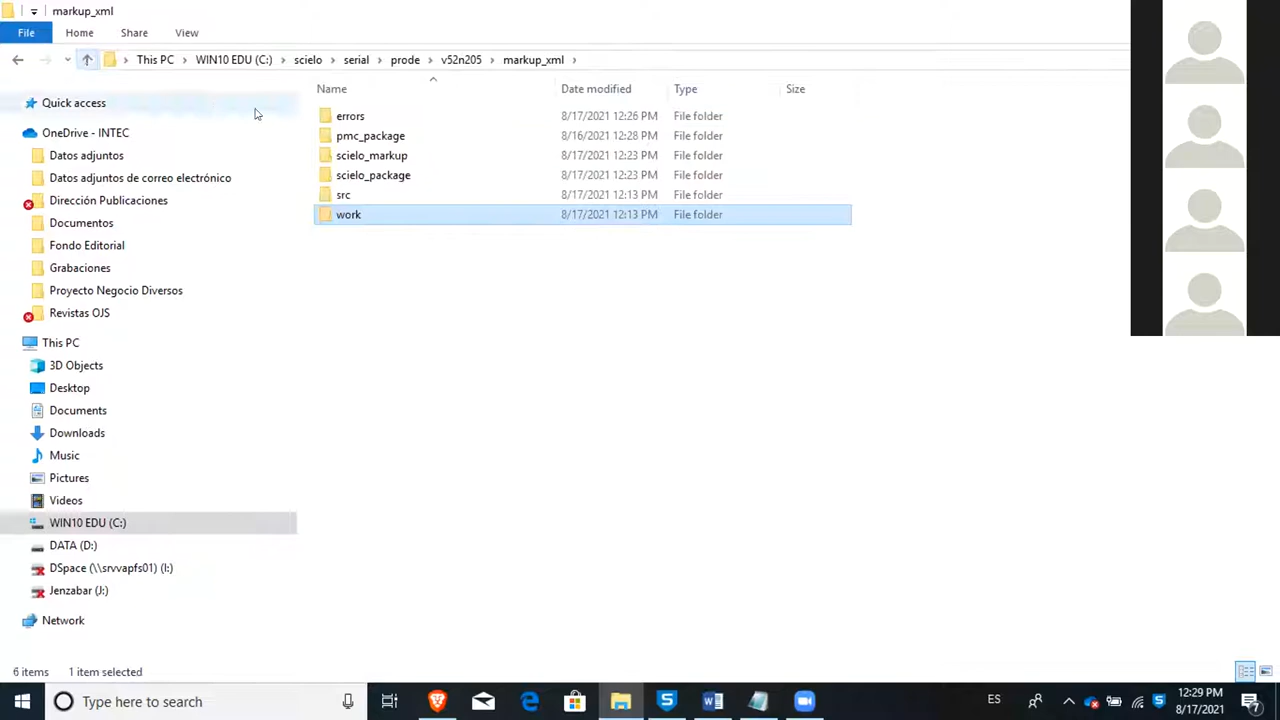 markup_xml
File Home Share View
This PC WIN10 EDU (C:) scielo serial prode v52n205 markup_xml
Name Date modified Type Size
Quick access
OneDrive - INTEC
Datos adjuntos
Datos adjuntos de correo electrónico
Dirección Publicaciones
Documentos
Fondo Editorial
Grabaciones
Proyecto Negocio Diversos
Revistas OJS
This PC
3D Objects
Desktop
Documents
Downloads
Music
Pictures
Videos
WIN10 EDU (C:)
DATA (D:)
DSpace (\\srvvapfs01) (I:)
Jenzabar (J:)
Network
errors 8/17/2021 12:26 PM File folder
pmc_package 8/16/2021 12:28 PM File folder
scielo_markup 8/17/2021 12:23 PM File folder
scielo_package 8/17/2021 12:23 PM File folder
src 8/17/2021 12:13 PM File folder
work 8/17/2021 12:13 PM File folder
6 items 1 item selected
Type here to search
ES
12:29 PM
8/17/2021
7